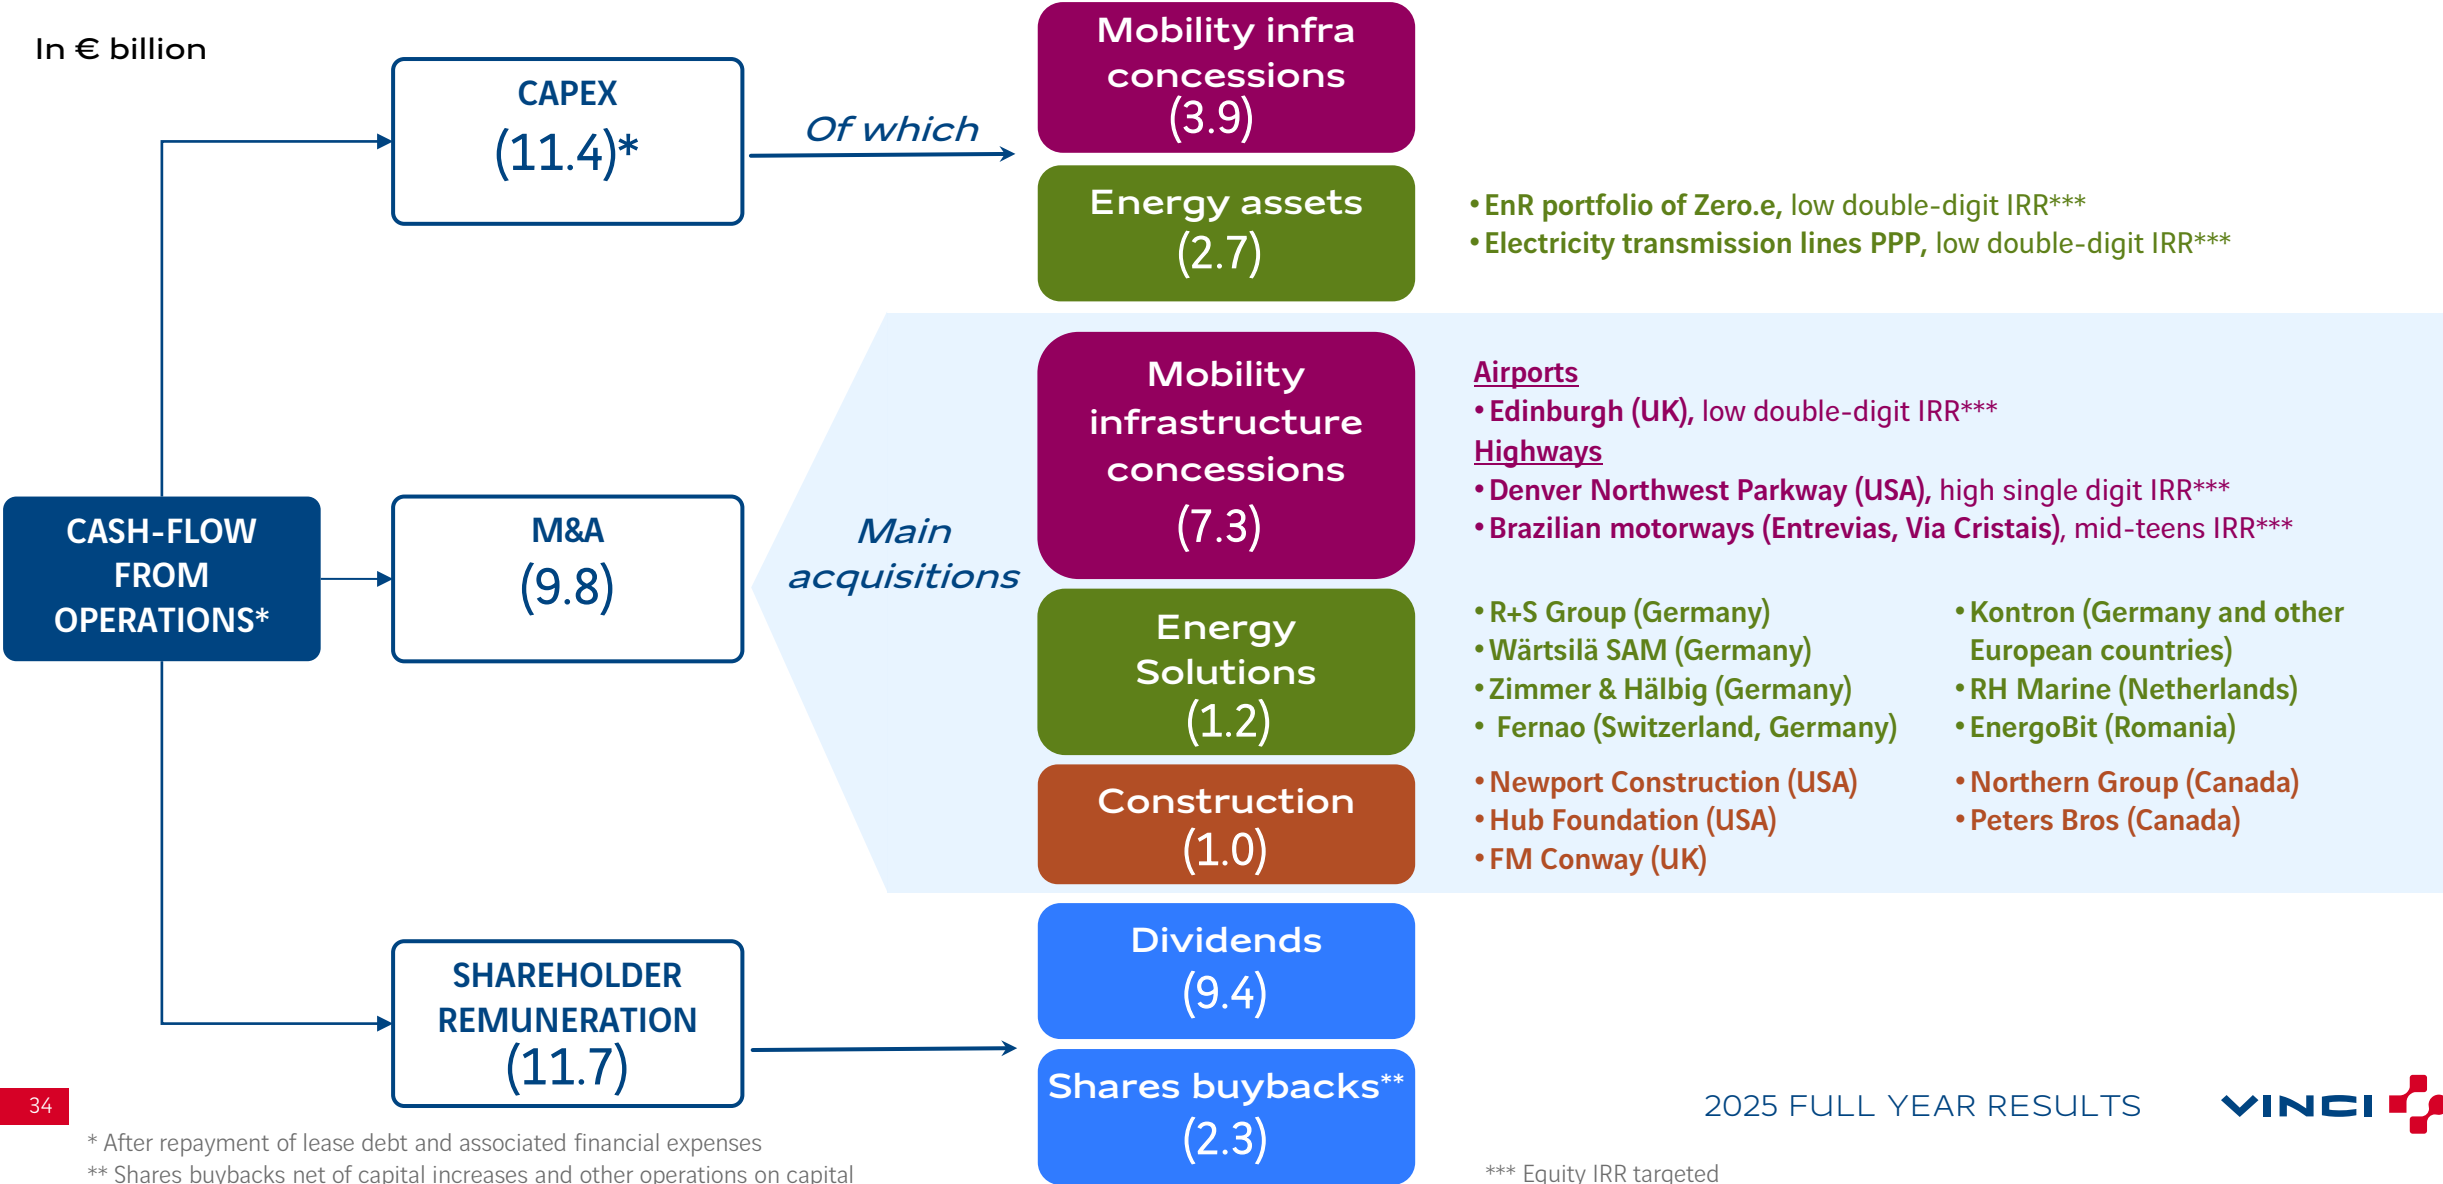 In € billion
CAPEX
(11.4)*
Of which
Mobility infra
concessions
(3.9)
Energy assets
(2.7)
• EnR portfolio of Zero.e, low double-digit IRR***
• Electricity transmission lines PPP, low double-digit IRR***
CASH-FLOW
FROM
OPERATIONS*
M&A
(9.8)
Main
acquisitions
Mobility
infrastructure
concessions
(7.3)
Airports
• Edinburgh (UK), low double-digit IRR***
Highways
• Denver Northwest Parkway (USA), high single digit IRR***
• Brazilian motorways (Entrevias, Via Cristais), mid-teens IRR***
Energy
Solutions
(1.2)
• R+S Group (Germany)
• Wärtsilä SAM (Germany)
• Zimmer & Hälbig (Germany)
• Fernao (Switzerland, Germany)
• Kontron (Germany and other
European countries)
• RH Marine (Netherlands)
• EnergoBit (Romania)
Construction
(1.0)
• Newport Construction (USA)
• Hub Foundation (USA)
• FM Conway (UK)
• Northern Group (Canada)
• Peters Bros (Canada)
SHAREHOLDER
REMUNERATION
(11.7)
Dividends
(9.4)
Shares buybacks**
(2.3)
34
* After repayment of lease debt and associated financial expenses
** Shares buybacks net of capital increases and other operations on capital
*** Equity IRR targeted
2025 FULL YEAR RESULTS
VINCI